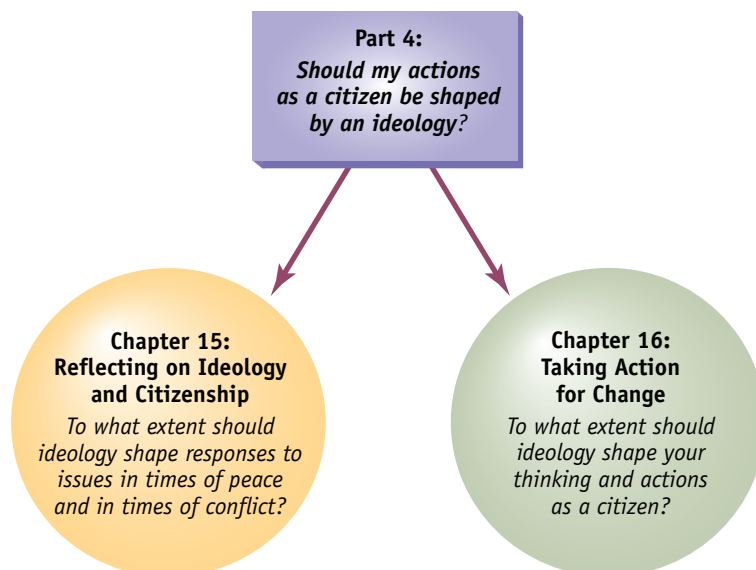 Part 4:
Should my actions
as a citizen be shaped
by an ideology?
Chapter 15:
Reflecting on Ideology
and Citizenship
To what extent should
ideology shape responses to
issues in times of peace
and in times of conflict?
Chapter 16:
Taking Action
for Change
To what extent should
ideology shape your
thinking and actions
as a citizen?